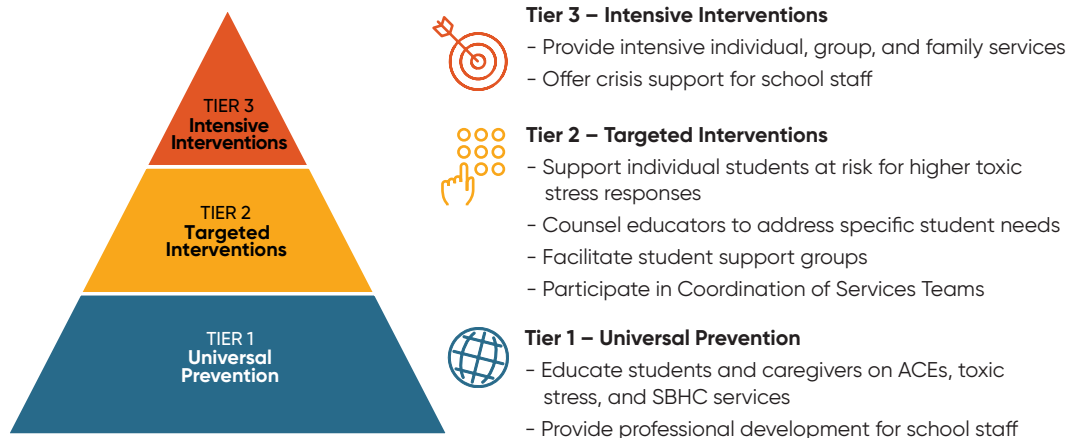 TIER 3
Intensive
Interventions
TIER 2
Targeted
Interventions
TIER 1
Universal
Prevention
Tier 3 – Intensive Interventions
- Provide intensive individual, group, and family services
- Offer crisis support for school staff
Tier 2 – Targeted Interventions
- Support individual students at risk for higher toxic
stress responses
- Counsel educators to address specific student needs
- Facilitate student support groups
- Participate in Coordination of Services Teams
Tier 1 – Universal Prevention
- Educate students and caregivers on ACEs, toxic
stress, and SBHC services
- Provide professional development for school staff